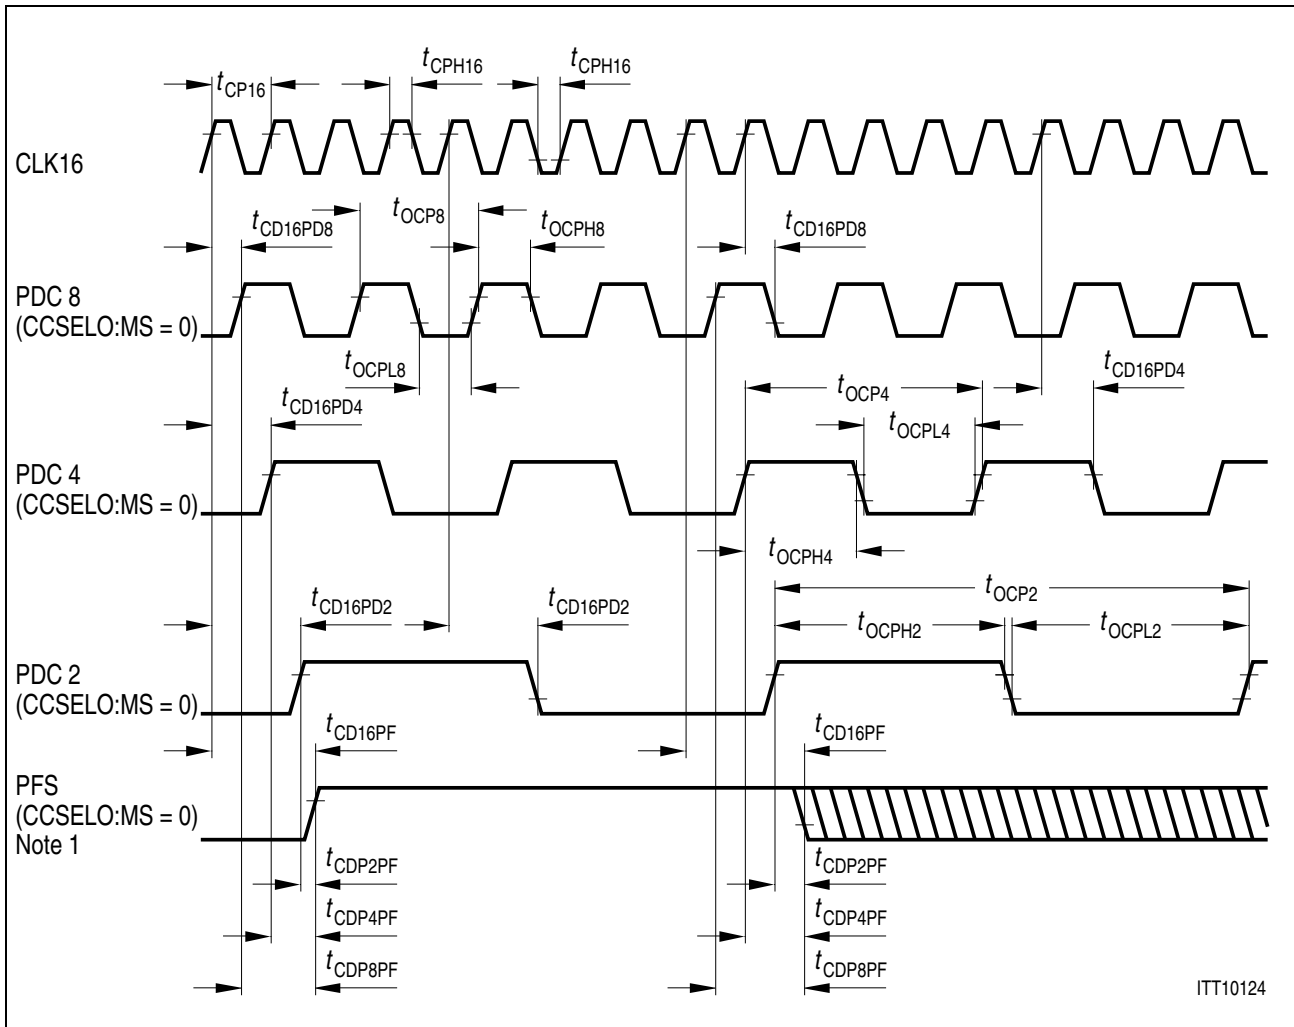 tCP16
tCPH16
tCPH16
CLK16
tCD16PD8
tOCP8
tOCPH8
tCD16PD8
PDC 8
(CCSELO:MS = 0)
tOCPL8
tCD16PD4
tOCP4
tCD16PD4
tOCPL4
PDC 4
(CCSELO:MS = 0)
tOCPH4
tCD16PD2
tCD16PD2
tOCP2
tOCPH2
tOCPL2
PDC 2
(CCSELO:MS = 0)
tCD16PF
tCD16PF
PFS
(CCSELO:MS = 0)
Note 1
tCDP2PF
tCDP2PF
tCDP4PF
tCDP4PF
tCDP8PF
tCDP8PF
ITT10124